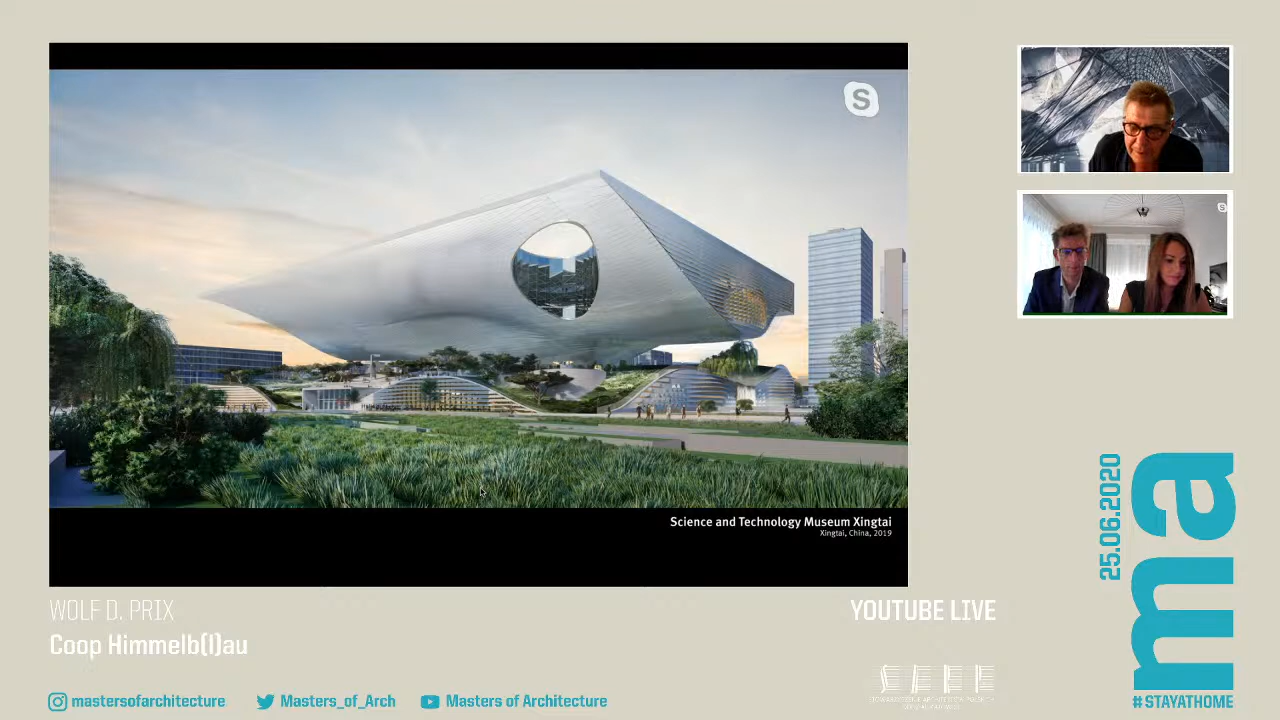 S
Science and Technology Museum Xingtai
Xingtai, China, 2019
WOLF D. PRIX
Coop Himmelb(l)au
YOUTUBE LIVE
25.06.2020
ma
#STAYATHOME
mastersofarchitecture
Masters_of_Arch
Masters of Architecture